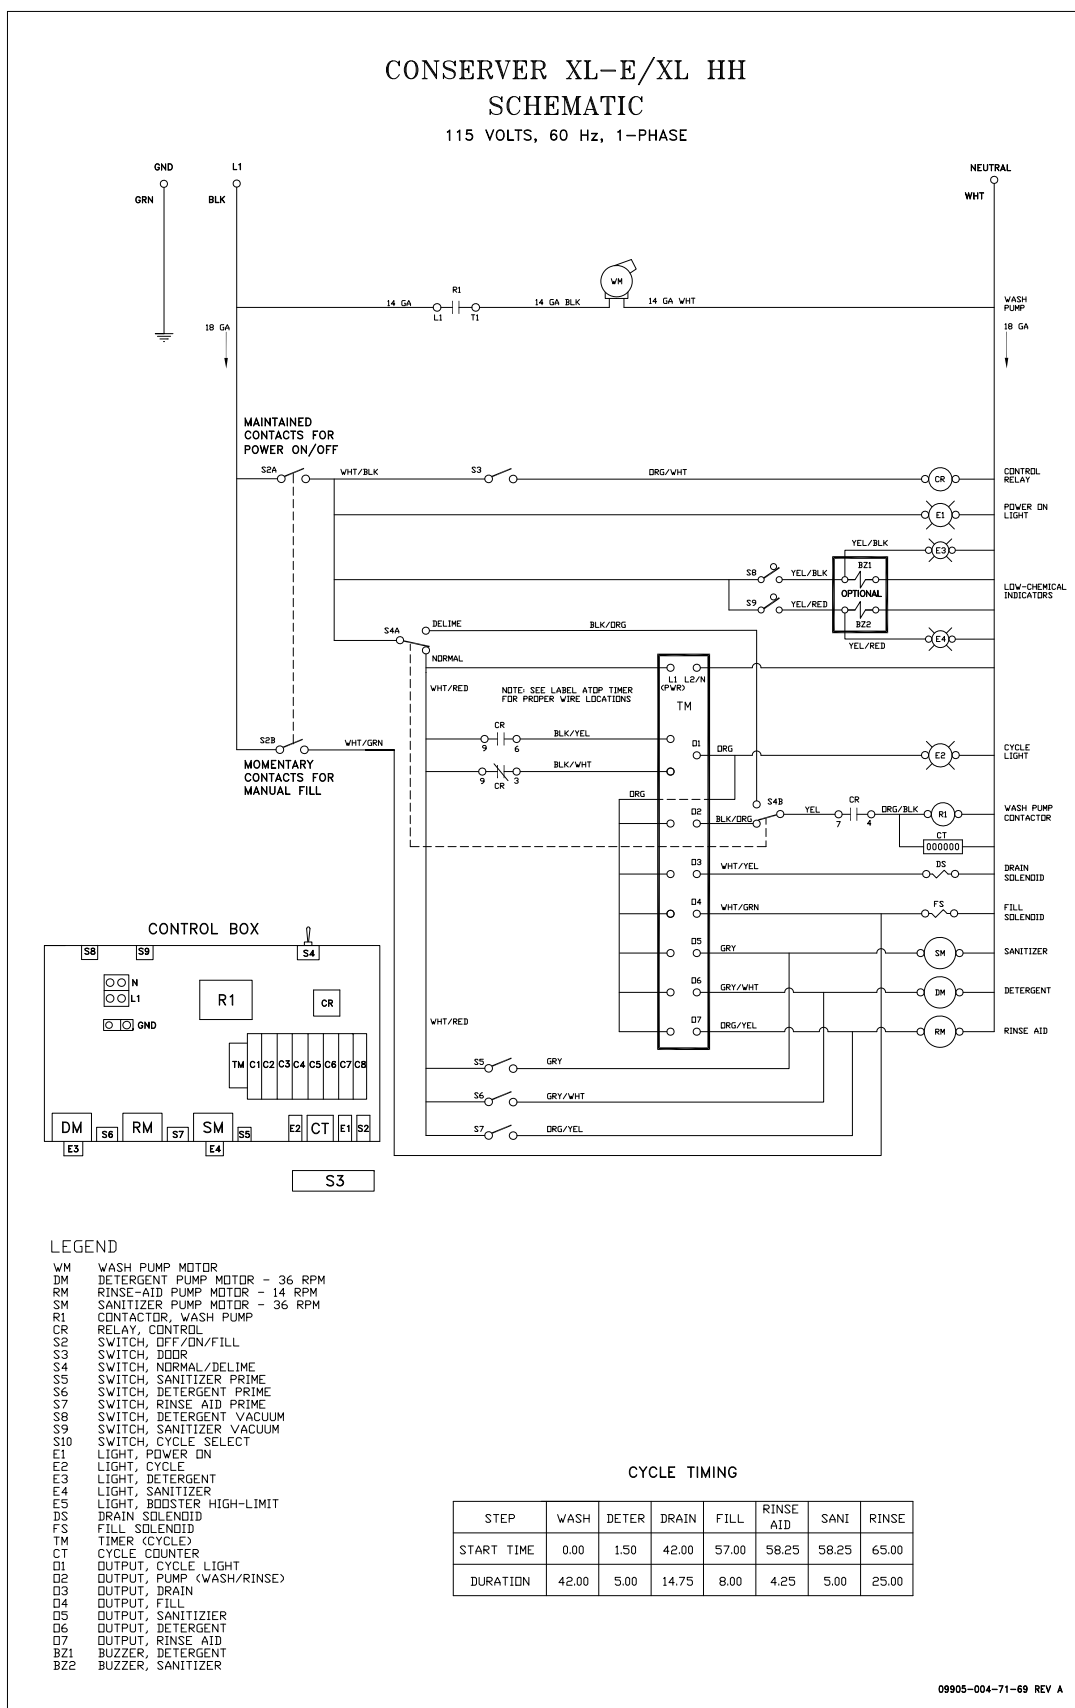 CONSERVER XL-E/XL HH
SCHEMATIC
115 VOLTS, 60 Hz, 1-PHASE
GND L1 NEUTRAL
GRN BLK WHT
WM
R1
14 GA 14 GA BLK 14 GA WHT
L1 T1
WASH
PUMP
18 GA 18 GA
MAINTAINED
CONTACTS FOR
POWER ON/OFF
S2A WHT/BLK S3 ORG/WHT CR
CONTROL
RELAY
E1
POWER ON
LIGHT
YEL/BLK E3
S8 YEL/BLK BZ1
OPTIONAL
S9 YEL/RED BZ2
LOW-CHEMICAL
INDICATORS
YEL/RED E4
S4A DELIME BLK/ORG
NORMAL
WHT/RED
NOTE: SEE LABEL ATOP TIMER
FOR PROPER WIRE LOCATIONS
L1 L2/N
(PWR)
TM
S2B WHT/GRN
MOMENTARY
CONTACTS FOR
MANUAL FILL
CR BLK/YEL
9 6
BLK/WHT
9 3
CR
O1 ORG E2
CYCLE
LIGHT
ORG
O2 BLK/ORG S4B YEL CR ORG/BLK R1
7 4
WASH PUMP
CONTACTOR
CT
000000
O3 WHT/YEL DS
DRAIN
SOLENOID
O4 WHT/GRN FS
FILL
SOLENOID
O5 GRY SM SANITIZER
O6 GRY/WHT DM DETERGENT
O7 ORG/YEL RM RINSE AID
WHT/RED
S5 GRY
S6 GRY/WHT
S7 ORG/YEL
CONTROL BOX
S8 S9 S4
N
L1
GND
R1 CR
TM C1 C2 C3 C4 C5 C6 C7 C8
DM S6 RM S7 SM S5 E2 CT E1 S2
E3 E4
S3
LEGEND
WM WASH PUMP MOTOR
DM DETERGENT PUMP MOTOR - 36 RPM
RM RINSE-AID PUMP MOTOR - 14 RPM
SM SANITIZER PUMP MOTOR - 36 RPM
R1 CONTACTOR, WASH PUMP
CR RELAY, CONTROL
S2 SWITCH, OFF/ON/FILL
S3 SWITCH, DOOR
S4 SWITCH, NORMAL/DELIME
S5 SWITCH, SANITIZER PRIME
S6 SWITCH, DETERGENT PRIME
S7 SWITCH, RINSE AID PRIME
S8 SWITCH, DETERGENT VACUUM
S9 SWITCH, SANITIZER VACUUM
S10 SWITCH, CYCLE SELECT
E1 LIGHT, POWER ON
E2 LIGHT, CYCLE
E3 LIGHT, DETERGENT
E4 LIGHT, SANITIZER
E5 LIGHT, BOOSTER HIGH-LIMIT
DS DRAIN SOLENOID
FS FILL SOLENOID
TM TIMER (CYCLE)
CT CYCLE COUNTER
O1 OUTPUT, CYCLE LIGHT
O2 OUTPUT, PUMP (WASH/RINSE)
O3 OUTPUT, DRAIN
O4 OUTPUT, FILL
O5 OUTPUT, SANITIZIER
O6 OUTPUT, DETERGENT
O7 OUTPUT, RINSE AID
BZ1 BUZZER, DETERGENT
BZ2 BUZZER, SANITIZER
CYCLE TIMING
STEP WASH DETER DRAIN FILL RINSE AID SANI RINSE
START TIME 0.00 1.50 42.00 57.00 58.25 58.25 65.00
DURATION 42.00 5.00 14.75 8.00 4.25 5.00 25.00
09905-004-71-69 REV A